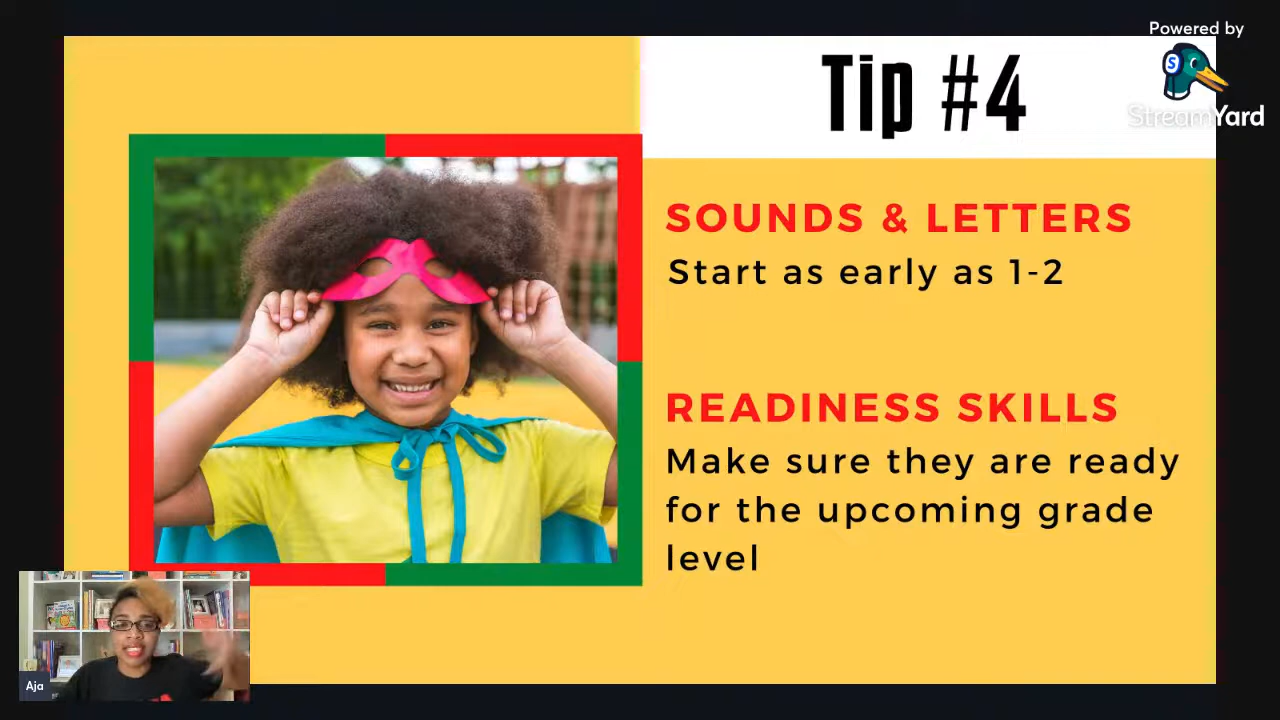 Powered by
StreamYard
Tip #4
SOUNDS & LETTERS
Start as early as 1-2
READINESS SKILLS
Make sure they are ready
for the upcoming grade
level
Aja